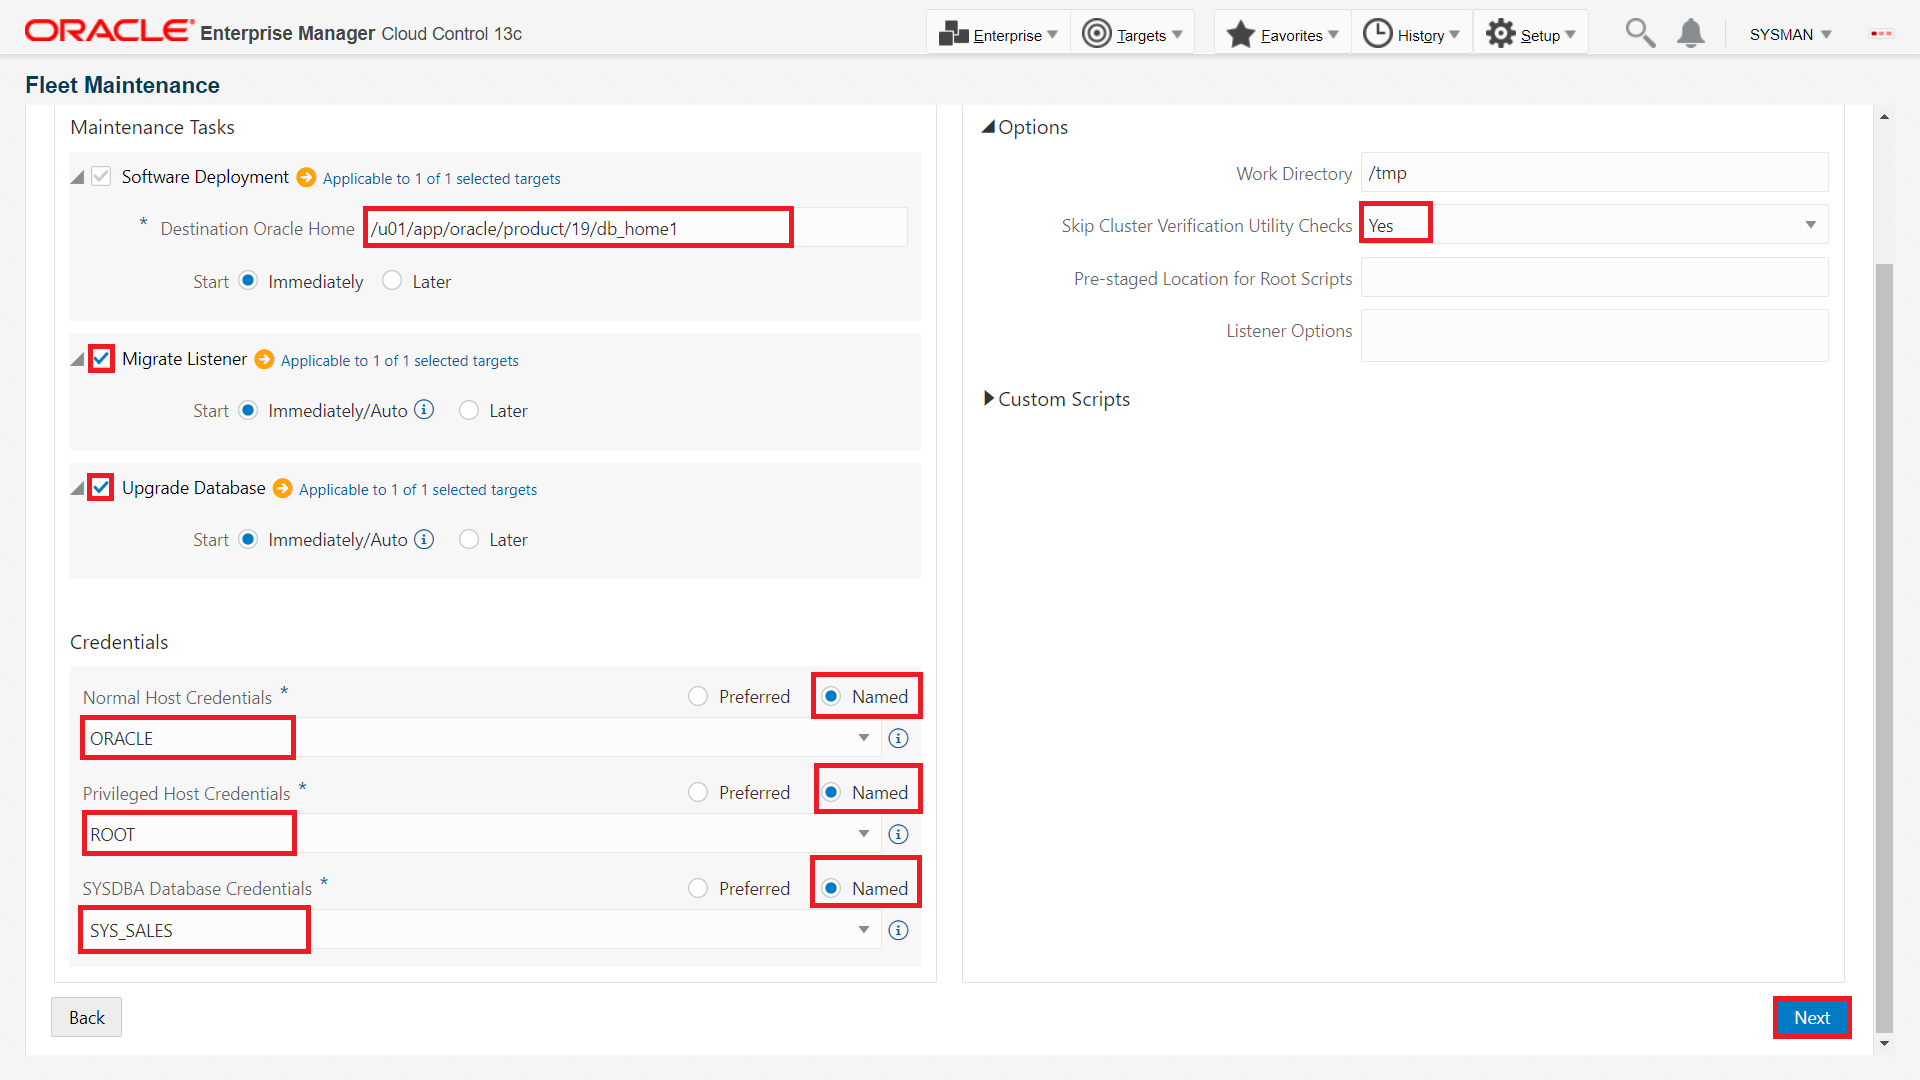 ORACLE Enterprise Manager Cloud Control 13c
Enterprise
Targets
Favorites
History
Setup
SYSMAN
Fleet Maintenance
Maintenance Tasks
Software Deployment Applicable to 1 of 1 selected targets
* Destination Oracle Home /u01/app/oracle/product/19/db_home1
Start Immediately Later
Migrate Listener Applicable to 1 of 1 selected targets
Start Immediately/Auto Later
Upgrade Database Applicable to 1 of 1 selected targets
Start Immediately/Auto Later
Credentials
Normal Host Credentials * Preferred Named
ORACLE
Privileged Host Credentials * Preferred Named
ROOT
SYSDBA Database Credentials * Preferred Named
SYS_SALES
Options
Work Directory /tmp
Skip Cluster Verification Utility Checks Yes
Pre-staged Location for Root Scripts
Listener Options
Custom Scripts
Back
Next